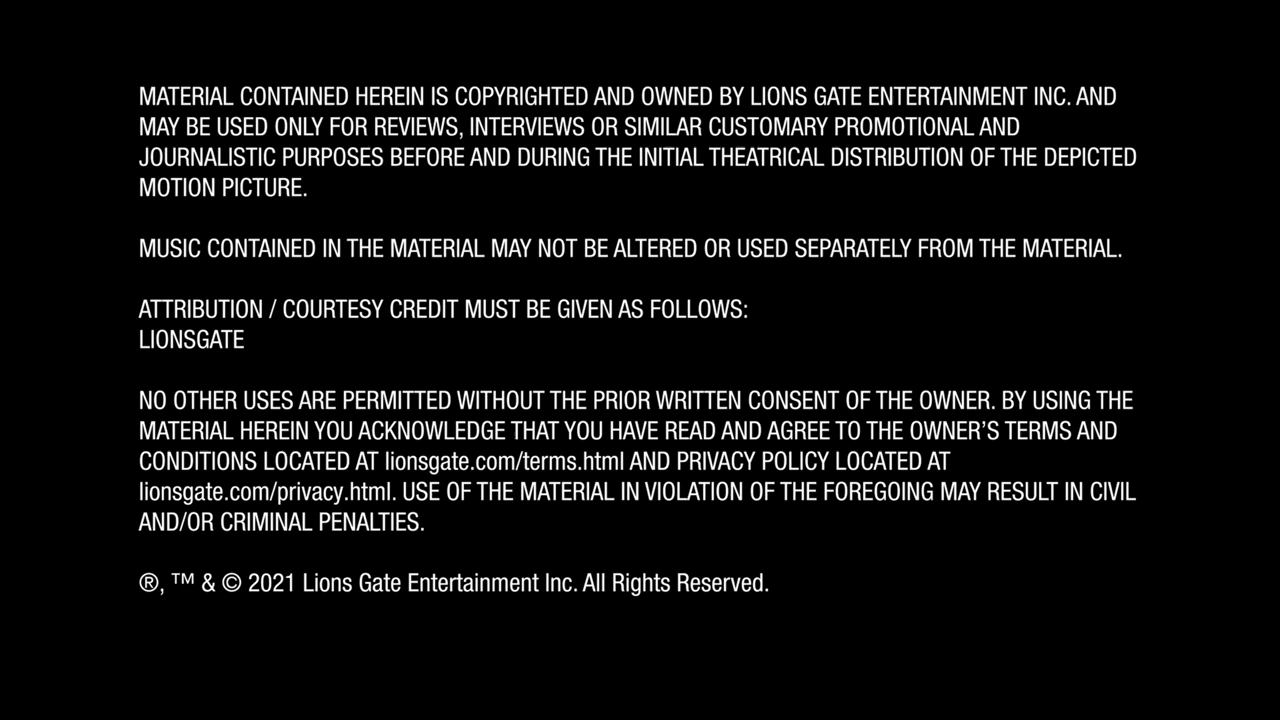 MATERIAL CONTAINED HEREIN IS COPYRIGHTED AND OWNED BY LIONS GATE ENTERTAINMENT INC. AND
MAY BE USED ONLY FOR REVIEWS, INTERVIEWS OR SIMILAR CUSTOMARY PROMOTIONAL AND
JOURNALISTIC PURPOSES BEFORE AND DURING THE INITIAL THEATRICAL DISTRIBUTION OF THE DEPICTED
MOTION PICTURE.
MUSIC CONTAINED IN THE MATERIAL MAY NOT BE ALTERED OR USED SEPARATELY FROM THE MATERIAL.
ATTRIBUTION / COURTESY CREDIT MUST BE GIVEN AS FOLLOWS:
LIONSGATE
NO OTHER USES ARE PERMITTED WITHOUT THE PRIOR WRITTEN CONSENT OF THE OWNER. BY USING THE
MATERIAL HEREIN YOU ACKNOWLEDGE THAT YOU HAVE READ AND AGREE TO THE OWNER’S TERMS AND
CONDITIONS LOCATED AT lionsgate.com/terms.html AND PRIVACY POLICY LOCATED AT
lionsgate.com/privacy.html. USE OF THE MATERIAL IN VIOLATION OF THE FOREGOING MAY RESULT IN CIVIL
AND/OR CRIMINAL PENALTIES.
®, ™ & © 2021 Lions Gate Entertainment Inc. All Rights Reserved.